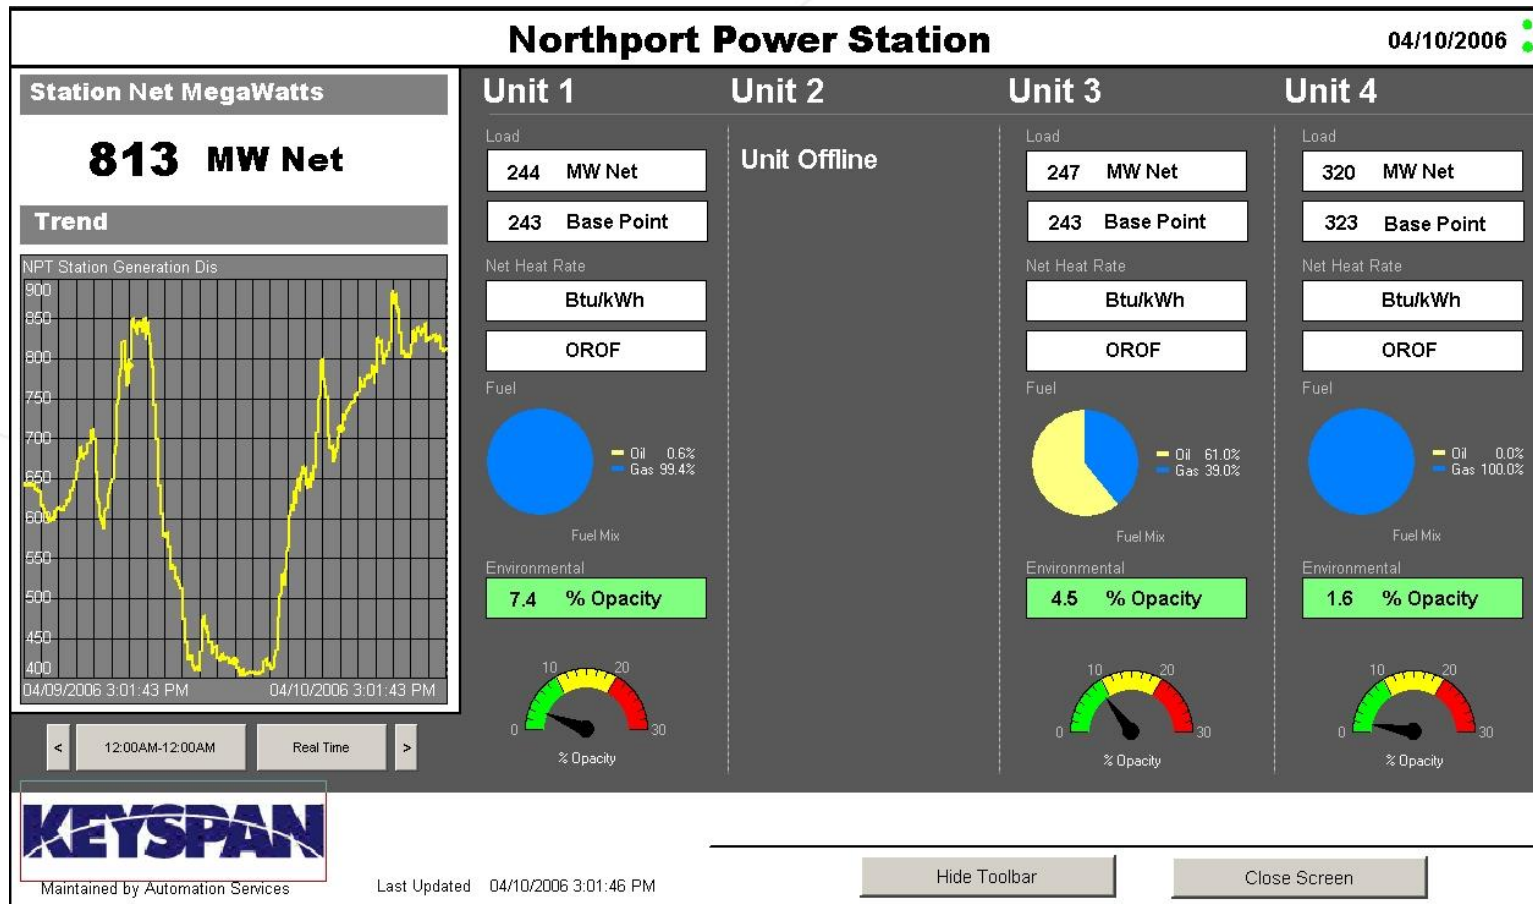 Northport Power Station
04/10/2006
Station Net MegaWatts
813 MW Net
Trend
NPT Station Generation Dis
900
850
800
750
700
650
600
550
500
450
400
04/09/2006 3:01:43 PM 04/10/2006 3:01:43 PM
< 12:00AM-12:00AM Real Time >
Unit 1
Load
244 MW Net
243 Base Point
Net Heat Rate
Btu/kWh
OROF
Fuel
Oil 0.6%
Gas 99.4%
Fuel Mix
Environmental
7.4 % Opacity
10 20
0 30
% Opacity
Unit 2
Unit Offline
Unit 3
Load
247 MW Net
243 Base Point
Net Heat Rate
Btu/kWh
OROF
Fuel
Oil 61.0%
Gas 39.0%
Fuel Mix
Environmental
4.5 % Opacity
10 20
0 30
% Opacity
Unit 4
Load
320 MW Net
323 Base Point
Net Heat Rate
Btu/kWh
OROF
Fuel
Oil 0.0%
Gas 100.0%
Fuel Mix
Environmental
1.6 % Opacity
10 20
0 30
% Opacity
KEYSPAN
Maintained by Automation Services
Last Updated 04/10/2006 3:01:46 PM
Hide Toolbar
Close Screen